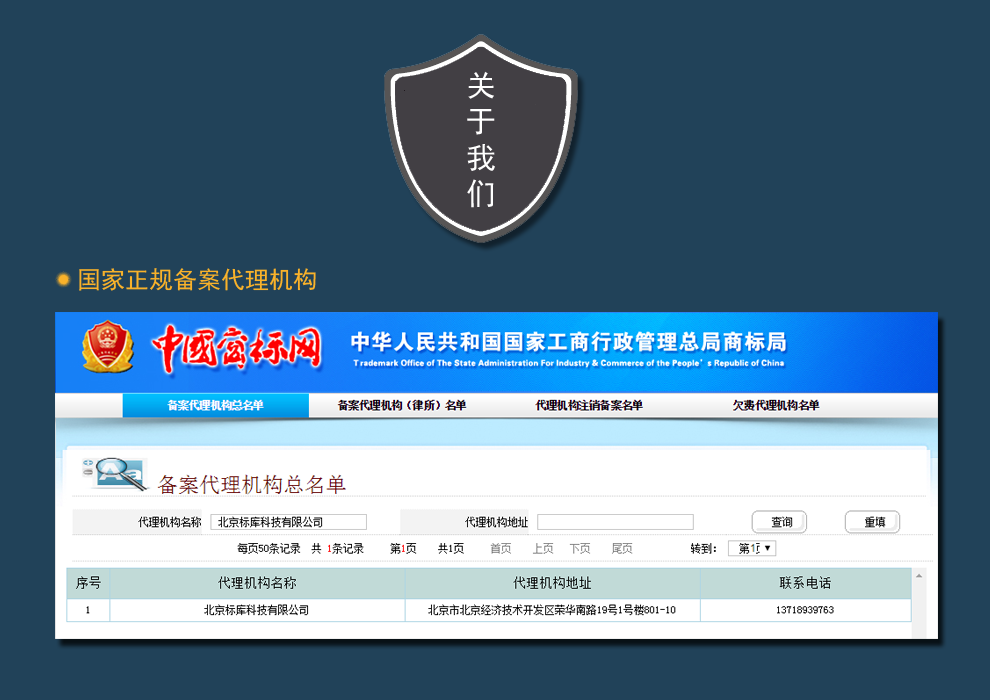 关
于
我
们
国家正规备案代理机构
中国商标网 中华人民共和国国家工商行政管理总局商标局
Trademark Office of The State Administration For Industry & Commerce of the People's Republic of China
备案代理机构总名单 备案代理机构（律所）名单 代理机构注销备案名单 欠费代理机构名单
备案代理机构总名单
代理机构名称 北京标库科技有限公司 代理机构地址 查询 重填
每页50条记录 共 1条记录 第1页 共1页 首页 上页 下页 尾页 转到： 第1页
序号 代理机构名称 代理机构地址 联系电话
1 北京标库科技有限公司 北京市北京经济技术开发区荣华南路19号1号楼801-10 13718939763